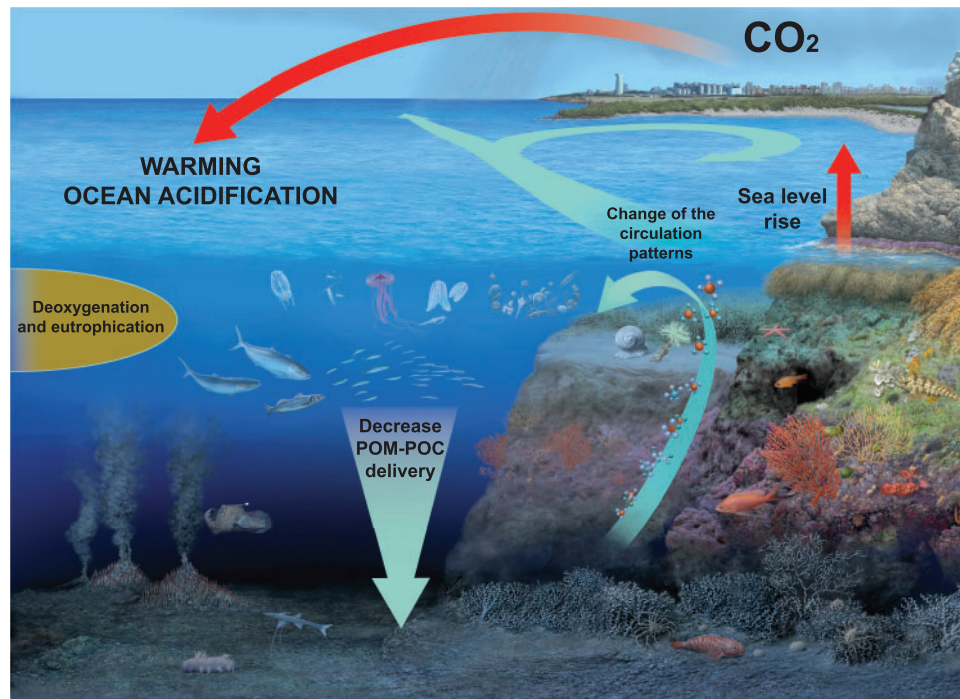 CO₂
WARMING
OCEAN ACIDIFICATION
Sea level
rise
Change of the
circulation
patterns
Deoxygenation
and eutrophication
Decrease
POM-POC
delivery